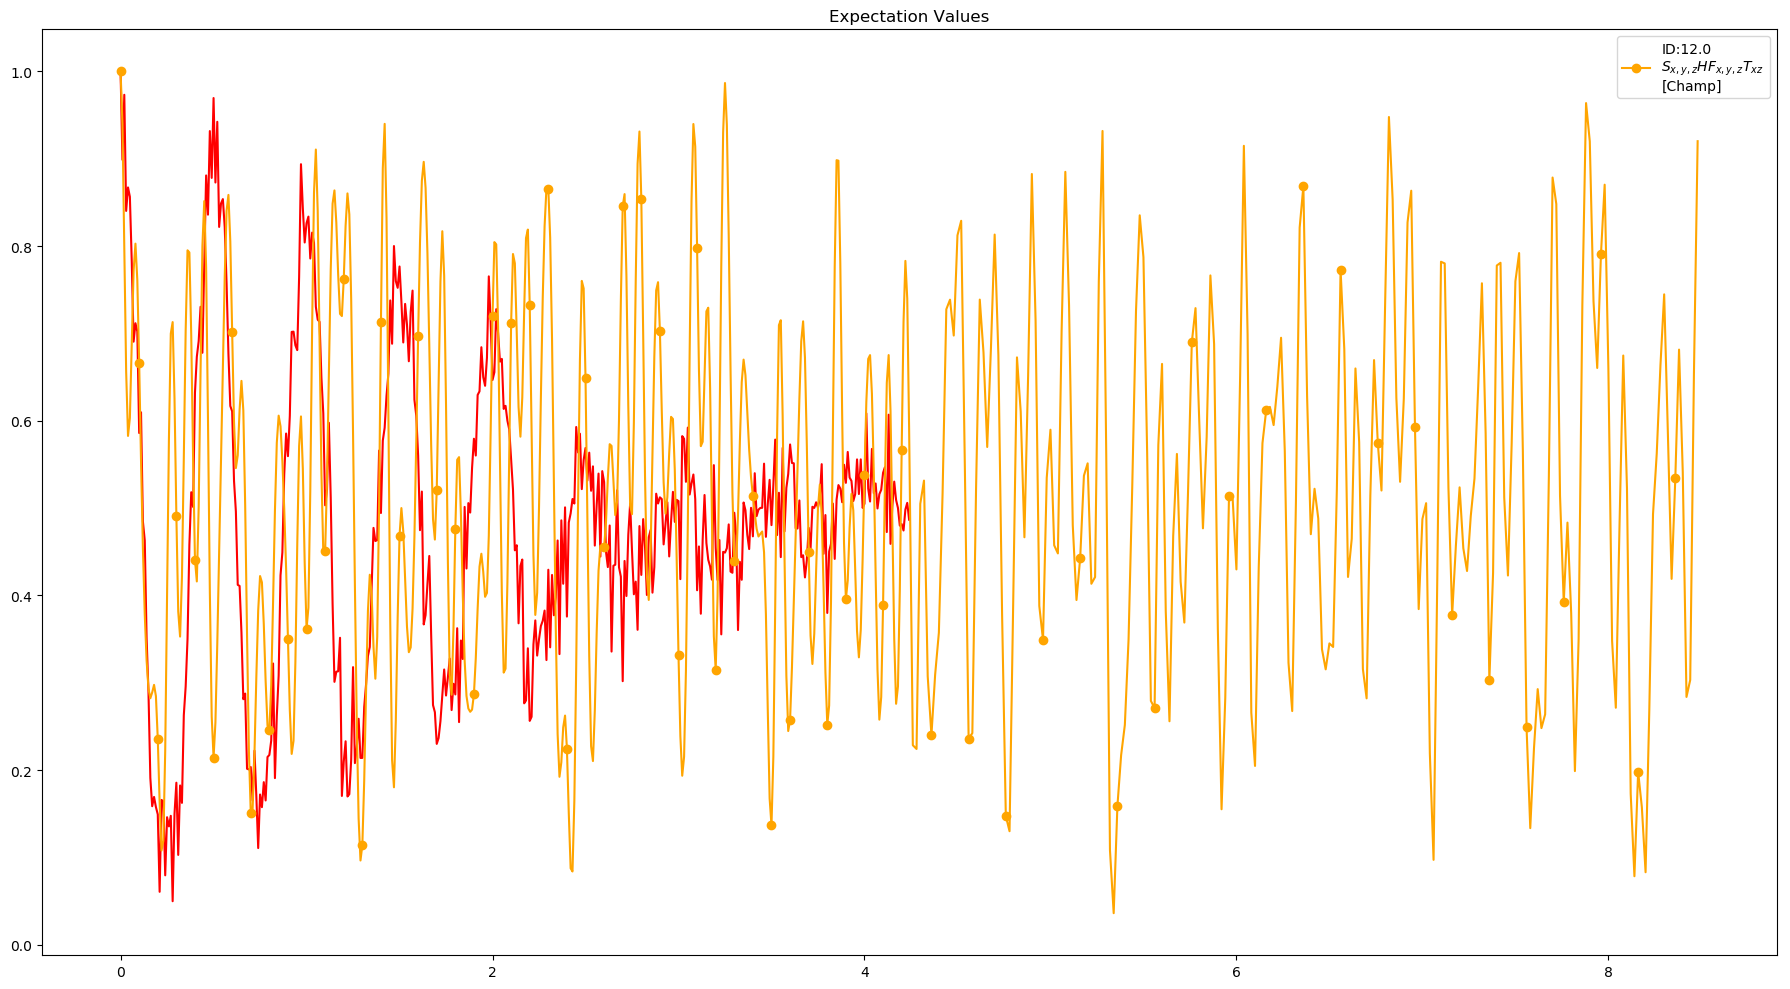 Expectation Values
ID:12.0
$S_{x,y,z}HF_{x,y,z}T_{xz}$
[Champ]
1.0
0.8
0.6
0.4
0.2
0.0
0
2
4
6
8